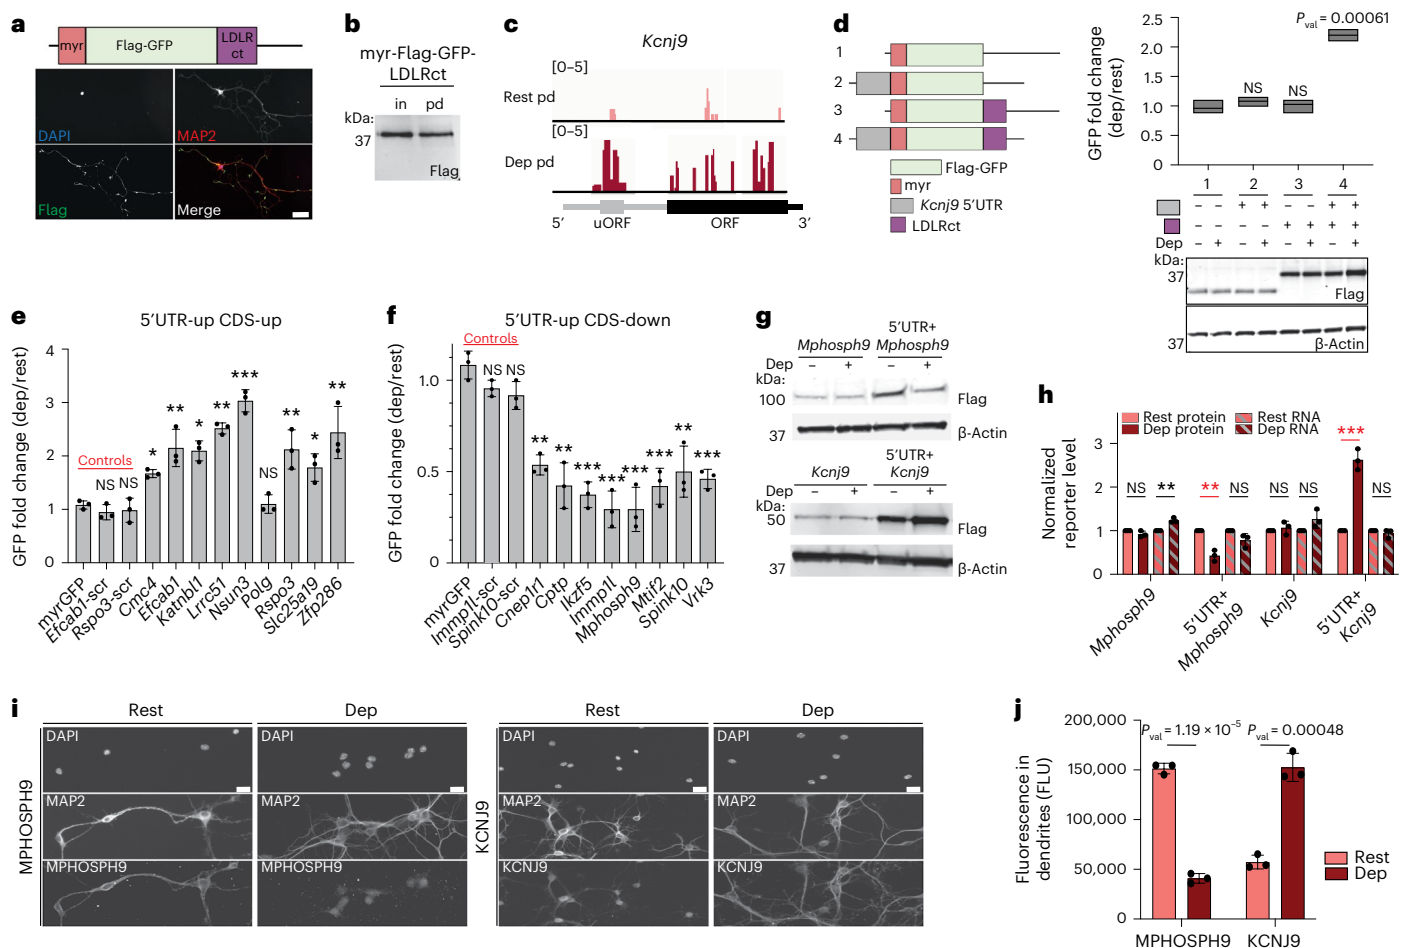 a
myr
Flag-GFP
LDLR
ct
DAPI
MAP2
Flag
Merge
b
myr-Flag-GFP-
LDLRct
in pd
kDa:
37
Flag
c
Kcnj9
[0–5]
Rest pd
[0–5]
Dep pd
5′ uORF ORF 3′
d
1
2
3
4
Flag-GFP
myr
Kcnj9 5′UTR
LDLRct
GFP fold change
(dep/rest)
2.5
2.0
1.5
1.0
0.5
0
NS
NS
Pval = 0.00061
1 2 3 4
– – + + – – + +
– – – – + + + +
Dep – + – + – + – +
kDa:
37
Flag
37
β-Actin
e
5′UTR-up CDS-up
GFP fold change (dep/rest)
4
3
2
1
0
Controls
NS NS * ** * ** *** NS ** * **
myrGFP
Efcab1-scr
Rspo3-scr
Cmc4
Efcab1
Katnbl1
Lrrc51
Nsun3
Polg
Rspo3
Slc25a19
Zfp286
f
5′UTR-up CDS-down
GFP fold change (dep/rest)
1.0
0.5
0
Controls
NS NS ** ** *** *** *** *** ** ***
myrGFP
Immp1l-scr
Spink10-scr
Cnep1r1
Cptp
Ikzf5
Immp1l
Mphosph9
Mtif2
Spink10
Vrk3
g
Mphosph9
5′UTR+
Mphosph9
Dep – + – +
kDa:
100
Flag
37
β-Actin
Kcnj9
5′UTR+
Kcnj9
Dep – + – +
kDa:
50
Flag
37
β-Actin
h
Rest protein
Dep protein
Rest RNA
Dep RNA
Normalized
reporter level
3
2
1
0
NS ** ** NS NS NS *** NS
Mphosph9
5′UTR+
Mphosph9
Kcnj9
5′UTR+
Kcnj9
i
Rest
Dep
Rest
Dep
MPHOSPH9
DAPI
DAPI
MAP2
MAP2
MPHOSPH9
MPHOSPH9
KCNJ9
DAPI
DAPI
MAP2
MAP2
KCNJ9
KCNJ9
j
Fluorescence in
dendrites (FLU)
200,000
150,000
100,000
50,000
0
Pval = 1.19 × 10–5
Pval = 0.00048
Rest
Dep
MPHOSPH9
KCNJ9